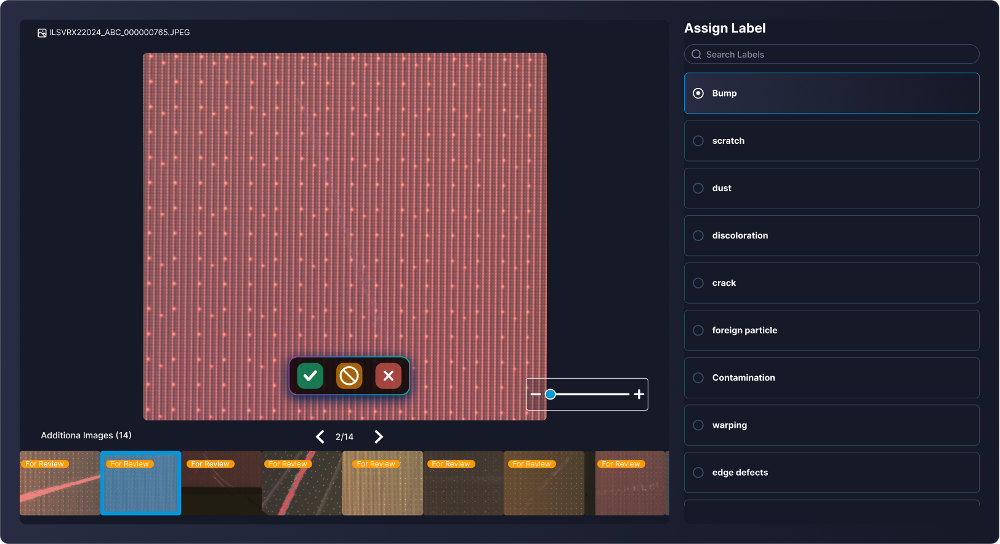 ILSVRX22024_ABC_000000765.JPEG
Additiona Images (14)
2/14
For Review
For Review
For Review
For Review
For Review
For Review
For Review
For Review
Assign Label
Search Labels
Bump
scratch
dust
discoloration
crack
foreign particle
Contamination
warping
edge defects